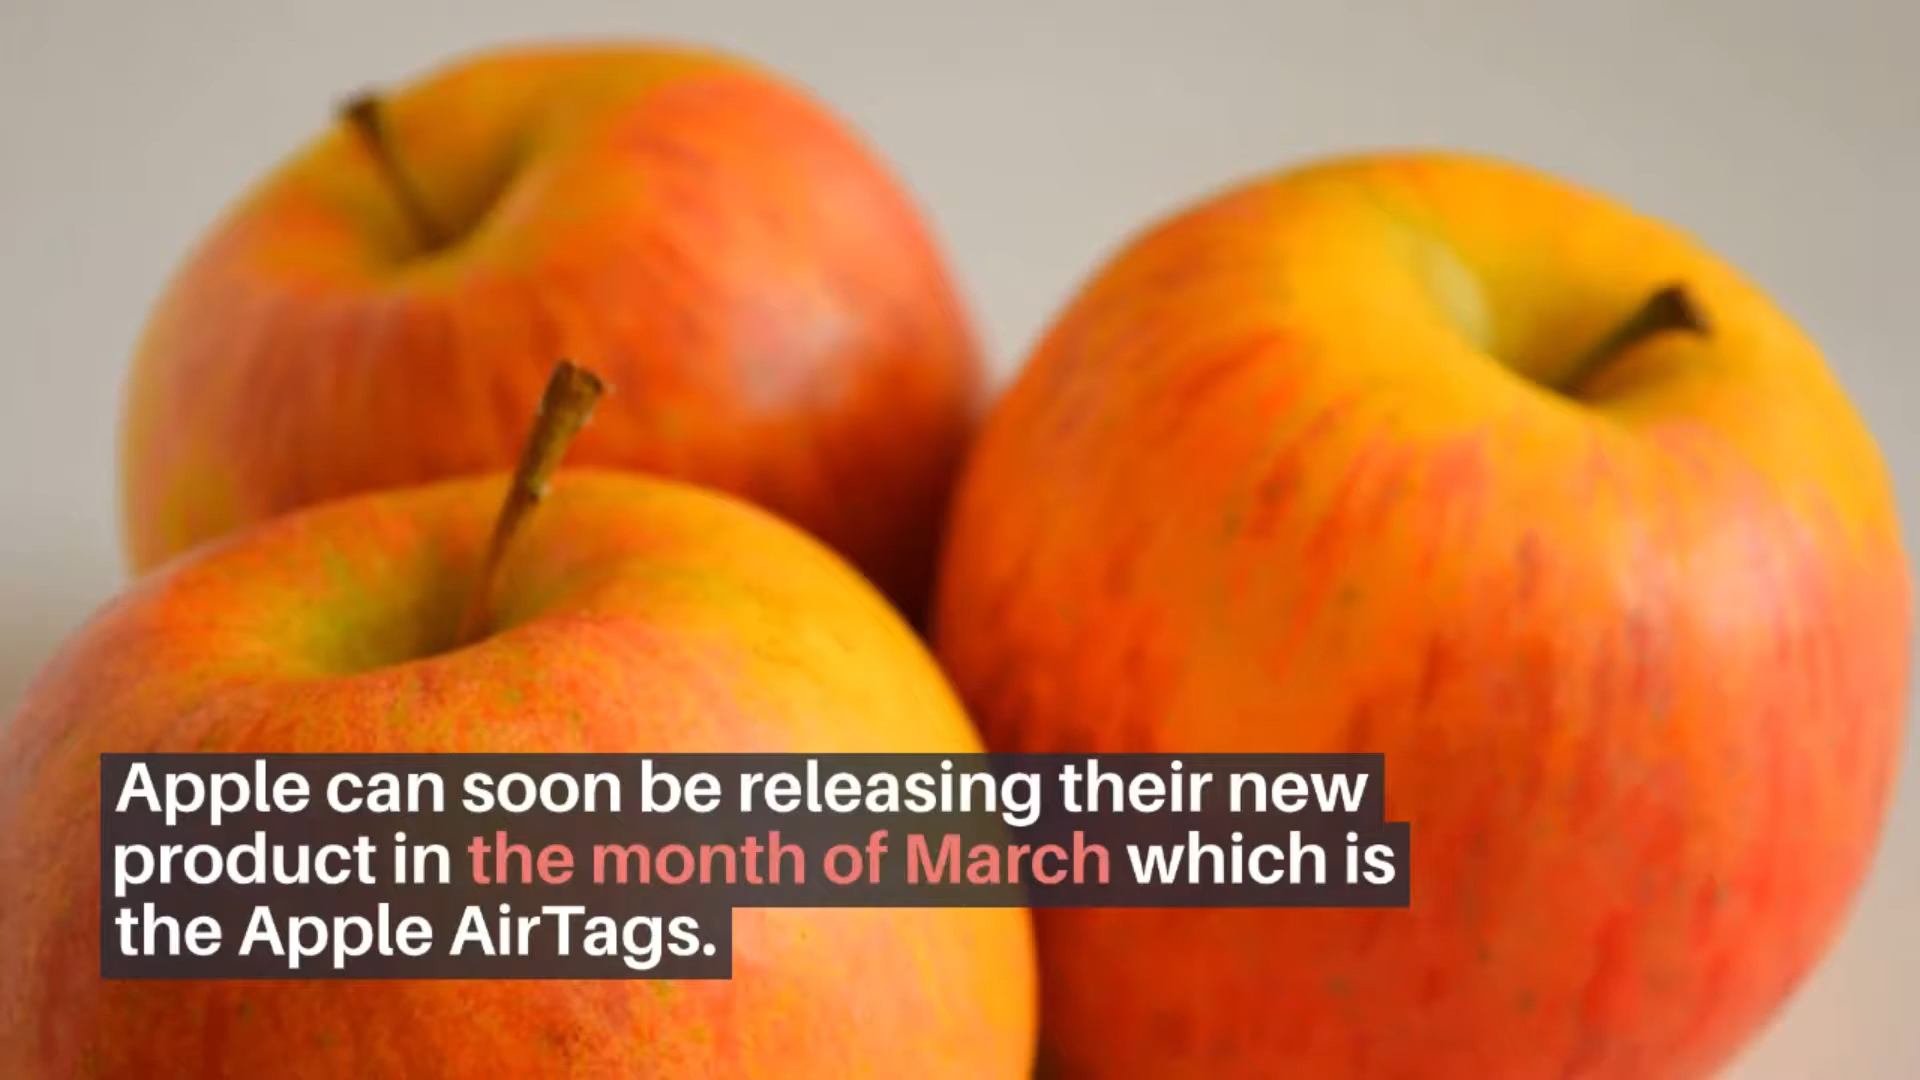 Apple can soon be releasing their new
product in the month of March which is
the Apple AirTags.